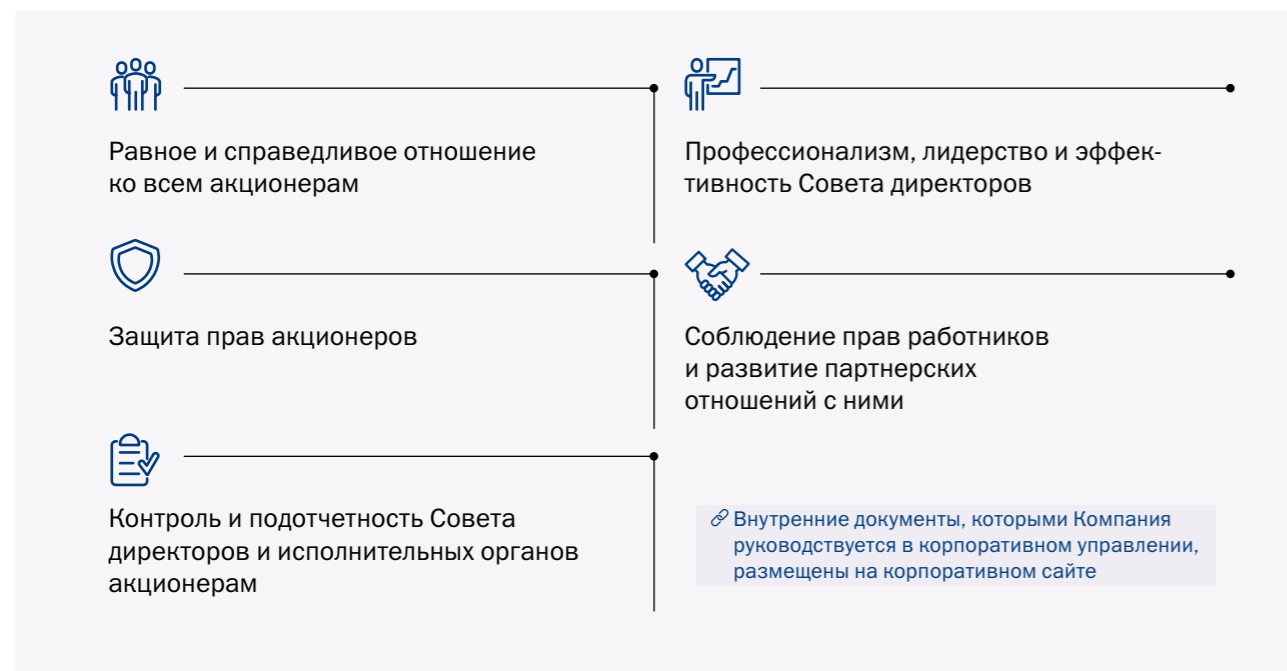 Равное и справедливое отношение
ко всем акционерам
Профессионализм, лидерство и эффек-
тивность Совета директоров
Защита прав акционеров
Соблюдение прав работников
и развитие партнерских
отношений с ними
Контроль и подотчетность Совета
директоров и исполнительных органов
акционерам
Внутренние документы, которыми Компания
руководствуется в корпоративном управлении,
размещены на корпоративном сайте